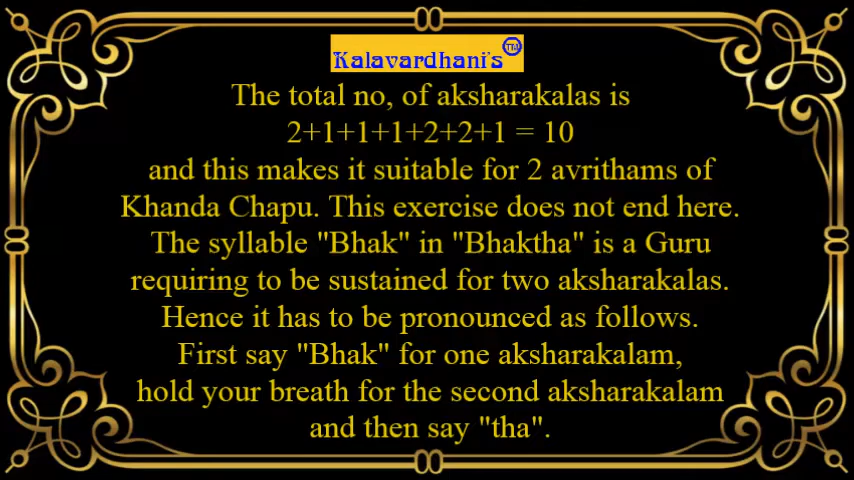 Kalavardhani's™
The total no, of aksharakalas is
2+1+1+1+2+2+1 = 10
and this makes it suitable for 2 avrithams of
Khanda Chapu. This exercise does not end here.
The syllable "Bhak" in "Bhaktha" is a Guru
requiring to be sustained for two aksharakalas.
Hence it has to be pronounced as follows.
First say "Bhak" for one aksharakalam,
hold your breath for the second aksharakalam
and then say "tha".